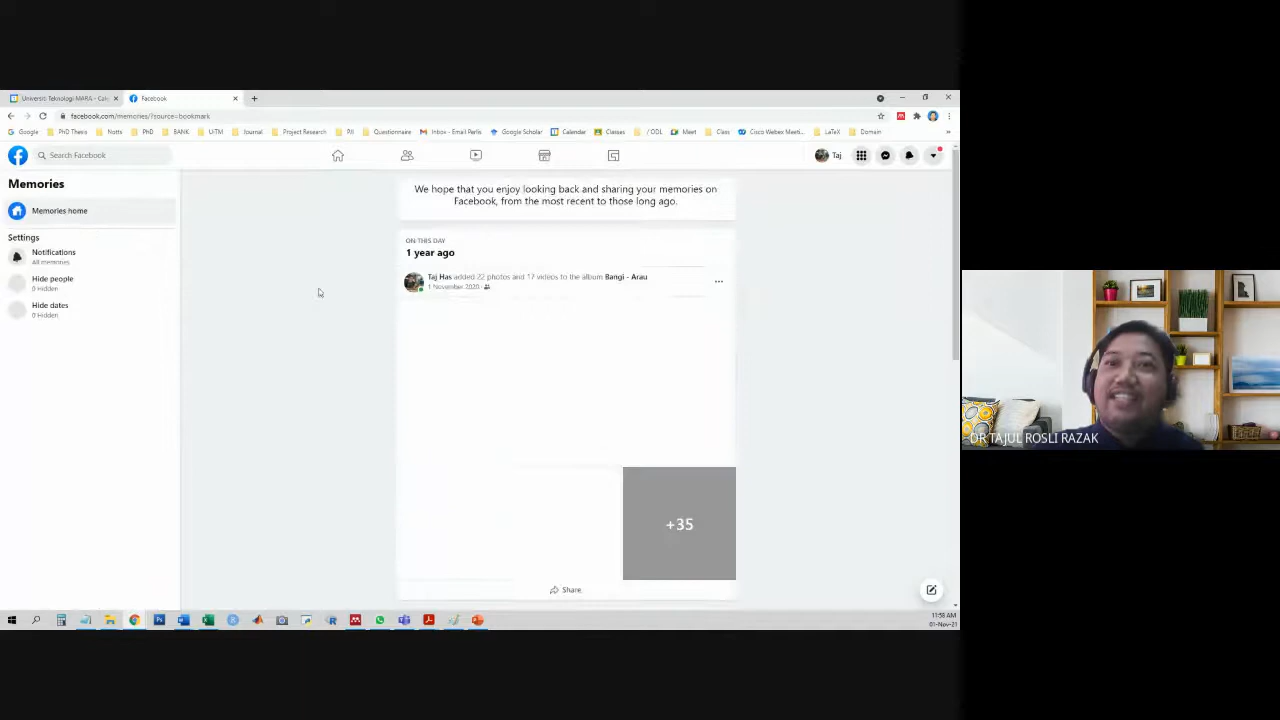 Universiti Teknologi MARA - Cale
Facebook
facebook.com/memories/?source=bookmark
Google
PhD Thesis
Notts
PhD
BANK
UiTM
Journal
Project Research
PJI
Questionnaire
Inbox - Email Perlis
Google Scholar
Calendar
Classes
/ ODL
Meet
Class
Cisco Webex Meeti...
LaTeX
Domain
»
Search Facebook
Taj
Memories
Memories home
Settings
Notifications
All memories
Hide people
0 Hidden
Hide dates
0 Hidden
We hope that you enjoy looking back and sharing your memories on
Facebook, from the most recent to those long ago.
ON THIS DAY
1 year ago
Taj Has added 22 photos and 17 videos to the album Bangi - Arau
1 November 2020 ·
+35
Share
DR TAJUL ROSLI RAZAK
11:59 AM
01-Nov-21